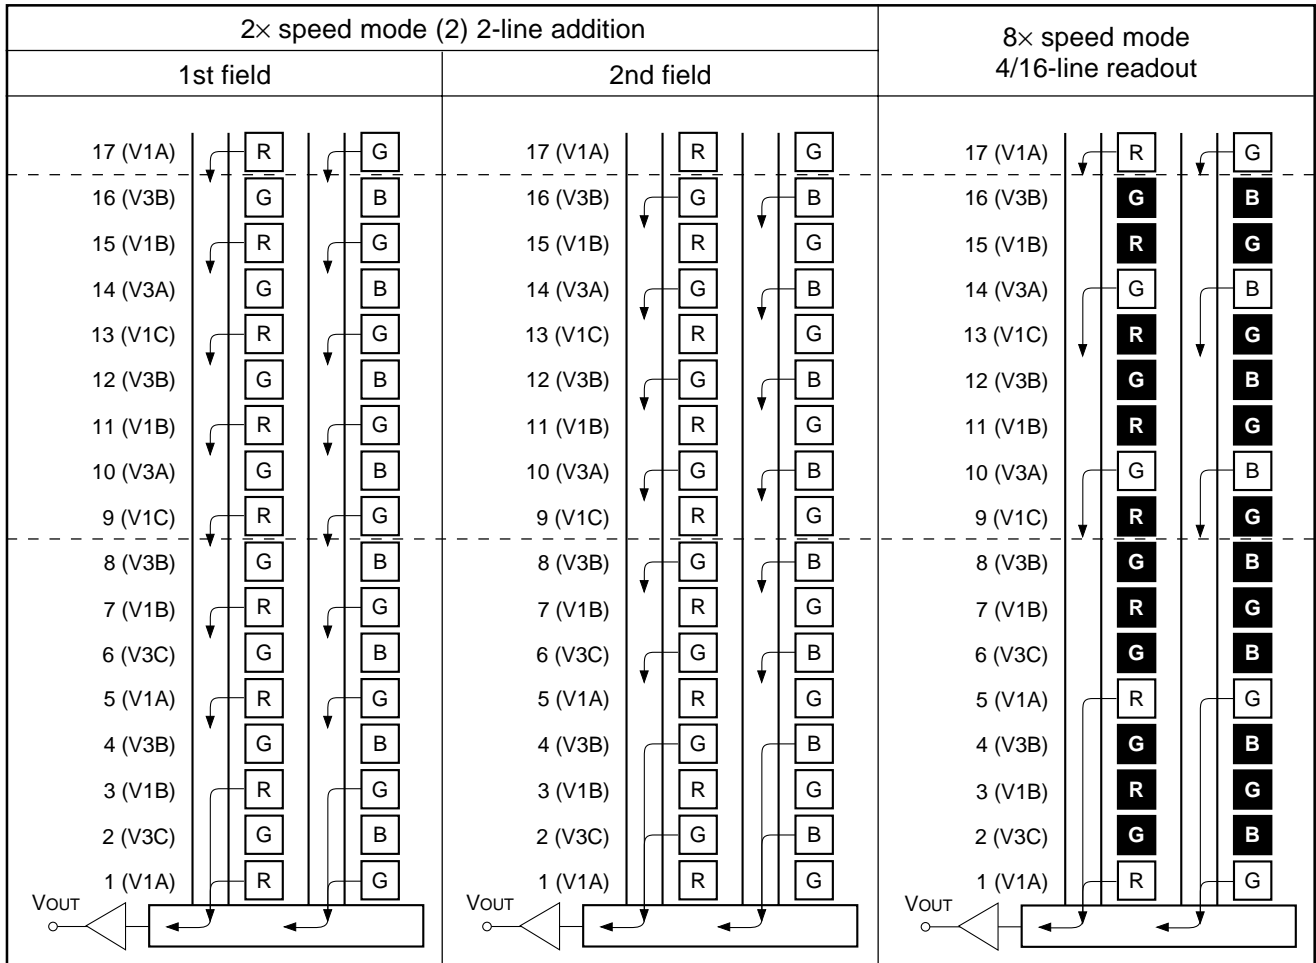 2× speed mode (2) 2-line addition
8× speed mode
4/16-line readout
1st field
2nd field
17 (V1A) R G 17 (V1A) R G 17 (V1A) R G
16 (V3B) G B 16 (V3B) G B 16 (V3B) G B
15 (V1B) R G 15 (V1B) R G 15 (V1B) R G
14 (V3A) G B 14 (V3A) G B 14 (V3A) G B
13 (V1C) R G 13 (V1C) R G 13 (V1C) R G
12 (V3B) G B 12 (V3B) G B 12 (V3B) G B
11 (V1B) R G 11 (V1B) R G 11 (V1B) R G
10 (V3A) G B 10 (V3A) G B 10 (V3A) G B
9 (V1C) R G 9 (V1C) R G 9 (V1C) R G
8 (V3B) G B 8 (V3B) G B 8 (V3B) G B
7 (V1B) R G 7 (V1B) R G 7 (V1B) R G
6 (V3C) G B 6 (V3C) G B 6 (V3C) G B
5 (V1A) R G 5 (V1A) R G 5 (V1A) R G
4 (V3B) G B 4 (V3B) G B 4 (V3B) G B
3 (V1B) R G 3 (V1B) R G 3 (V1B) R G
2 (V3C) G B 2 (V3C) G B 2 (V3C) G B
1 (V1A) R G 1 (V1A) R G 1 (V1A) R G
VOUT VOUT VOUT